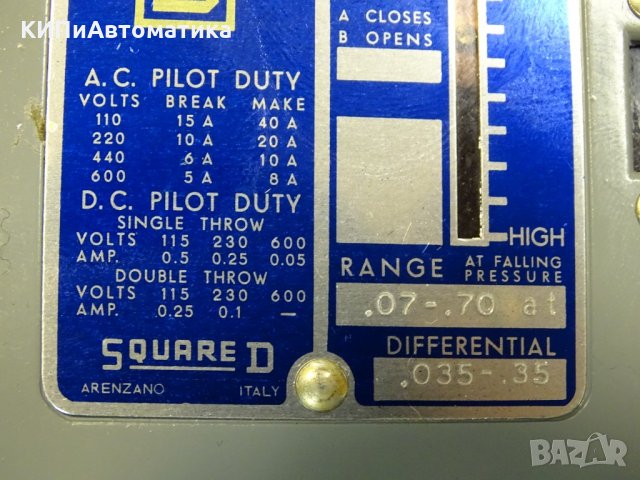 КИПиАвтоматика
A CLOSES
B OPENS
A.C. PILOT DUTY
VOLTS BREAK MAKE
110 15 A 40 A
220 10 A 20 A
440 6 A 10 A
600 5 A 8 A
D.C. PILOT DUTY
SINGLE THROW
VOLTS 115 230 600
AMP. 0.5 0.25 0.05
DOUBLE THROW
VOLTS 115 230 600
AMP. 0.25 0.1 —
SQUARE D
ARENZANO ITALY
HIGH
RANGE AT FALLING PRESSURE
.07-.70 at
DIFFERENTIAL
.035-.35
BAZAR